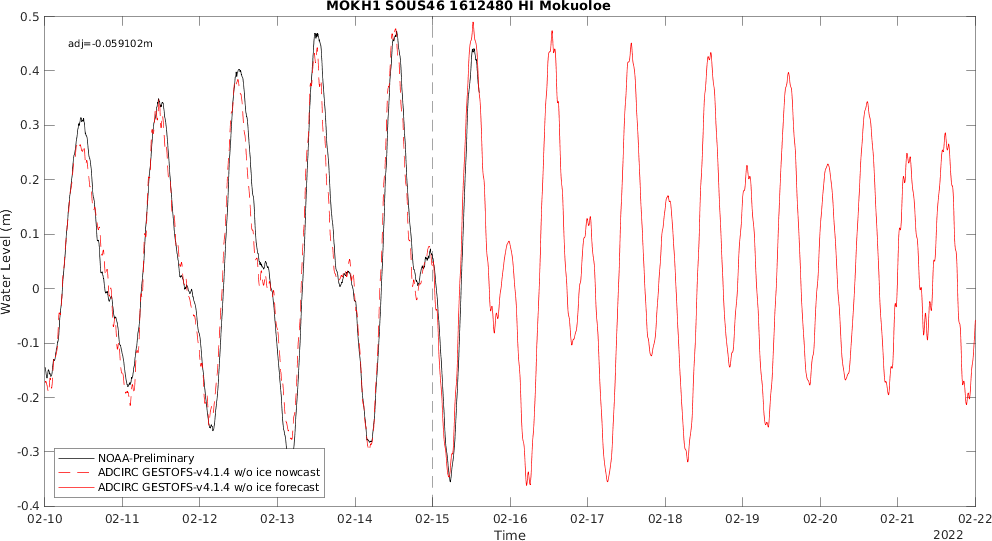 MOKH1 SOUS46 1612480 HI Mokuoloe
adj=-0.059102m
0.5
0.4
0.3
0.2
0.1
0
-0.1
-0.2
-0.3
-0.4
Water Level (m)
NOAA-Preliminary
ADCIRC GESTOFS-v4.1.4 w/o ice nowcast
ADCIRC GESTOFS-v4.1.4 w/o ice forecast
02-10 02-11 02-12 02-13 02-14 02-15 02-16 02-17 02-18 02-19 02-20 02-21 02-22
Time
2022